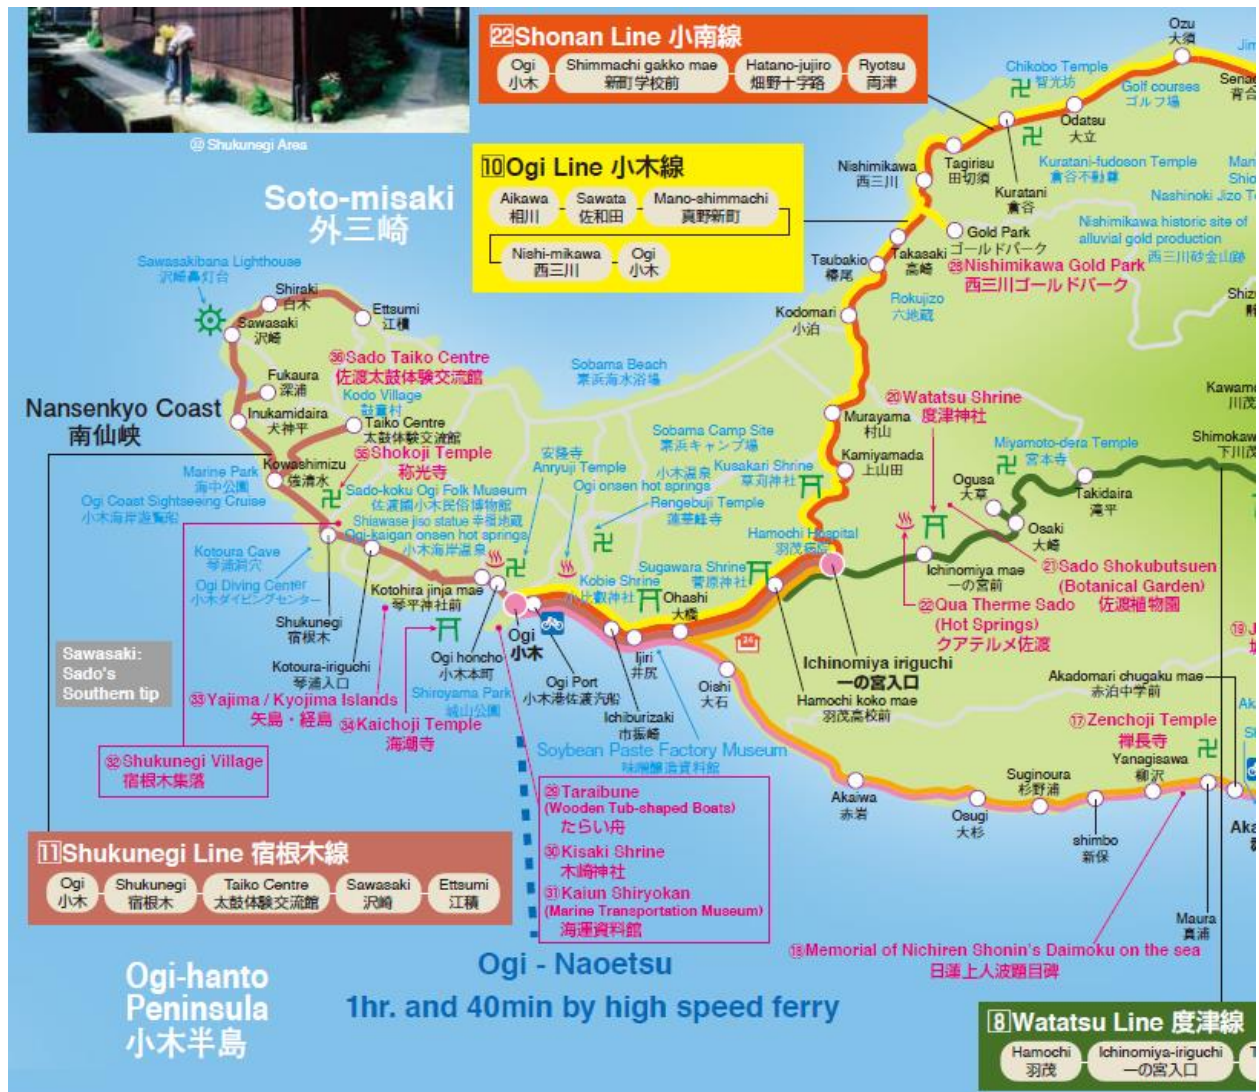 ㉜ Shukunegi Area
22 Shonan Line 小南線
Ogi
小木
Shimmachi gakko mae
新町学校前
Hatano-jujiro
畑野十字路
Ryotsu
両津
10 Ogi Line 小木線
Aikawa
相川
Sawata
佐和田
Mano-shimmachi
真野新町
Nishi-mikawa
西三川
Ogi
小木
Soto-misaki
外三崎
Ozu
大須
Chikobo Temple
智光坊
Golf courses
ゴルフ場
Odatsu
大立
Tagirisu
田切須
Kuratani
倉谷
Kuratani-fudoson Temple
倉谷不動尊
Nishimikawa
西三川
Nishimikawa historic site of
alluvial gold production
西三川砂金山跡
Gold Park
ゴールドパーク
Takasaki
高崎
㉘Nishimikawa Gold Park
西三川ゴールドパーク
Tsubakio
椿尾
Rokujizo
六地蔵
Kodomari
小泊
Sawasakibana Lighthouse
沢崎鼻灯台
Shiraki
白木
Ettsumi
江積
Sawasaki
沢崎
㊱Sado Taiko Centre
佐渡太鼓体験交流館
Fukaura
深浦
Kodo Village
鼓童村
Sobama Beach
素浜海水浴場
Nansenkyo Coast
南仙峡
Inukamidaira
犬神平
Taiko Centre
太鼓体験交流館
⑳Watatsu Shrine
度津神社
Murayama
村山
㉟Shokoji Temple
称光寺
Sobama Camp Site
素浜キャンプ場
安隆寺
Anryuji Temple
Miyamoto-dera Temple
宮本寺
Kowashimizu
強清水
Marine Park
海中公園
Kamiyamada
上山田
小木温泉
Ogi onsen hot springs
Kusakari Shrine
草苅神社
Takidaira
滝平
Ogusa
大草
Sado-koku Ogi Folk Museum
佐渡國小木民俗博物館
Ogi Coast Sightseeing Cruise
小木海岸遊覧船
Rengebuji Temple
蓮華峰寺
Shiawase jiso statue 幸福地蔵
Ogi-kaigan onsen hot springs
小木海岸温泉
Hamochi Hospital
羽茂病院
Osaki
大崎
Kotoura Cave
琴浦洞穴
Ogi Diving Center
小木ダイビングセンター
Sugawara Shrine
菅原神社
Ichinomiya mae
一の宮前
㉑Sado Shokubutsuen
(Botanical Garden)
佐渡植物園
Kotohira jinja mae
琴平神社前
Kobie Shrine
小比叡神社
Ohashi
大橋
㉒Qua Therme Sado
(Hot Springs)
クアテルメ佐渡
Shukunegi
宿根木
Ogi
小木
Sawasaki:
Sado's
Southern tip
Kotoura-iriguchi
琴浦入口
Ogi honcho
小木本町
Ijiri
井尻
Ichinomiya iriguchi
一の宮入口
Oishi
大石
Ogi Port
小木港佐渡汽船
Akadomari chugaku mae
赤泊中学前
㉝Yajima / Kyojima Islands
矢島・経島
Shiroyama Park
城山公園
Hamochi koko mae
羽茂高校前
Ichiburizaki
市振崎
㉞Kaichoji Temple
海潮寺
⑰Zenchoji Temple
禅長寺
Soybean Paste Factory Museum
味噌醸造資料館
㉜Shukunegi Village
宿根木集落
Yanagisawa
柳沢
Suginoura
杉野浦
Akaiwa
赤岩
Osugi
大杉
shimbo
新保
㉙Taraibune
(Wooden Tub-shaped Boats)
たらい舟
㉚Kisaki Shrine
木崎神社
㉛Kaiun Shiryokan
(Marine Transportation Museum)
海運資料館
11 Shukunegi Line 宿根木線
Ogi
小木
Shukunegi
宿根木
Taiko Centre
太鼓体験交流館
Sawasaki
沢崎
Ettsumi
江積
Maura
真浦
⑱Memorial of Nichiren Shonin's Daimoku on the sea
日蓮上人波題目碑
Ogi-hanto
Peninsula
小木半島
Ogi - Naoetsu
1hr. and 40min by high speed ferry
8 Watatsu Line 度津線
Hamochi
羽茂
Ichinomiya-iriguchi
一の宮入口